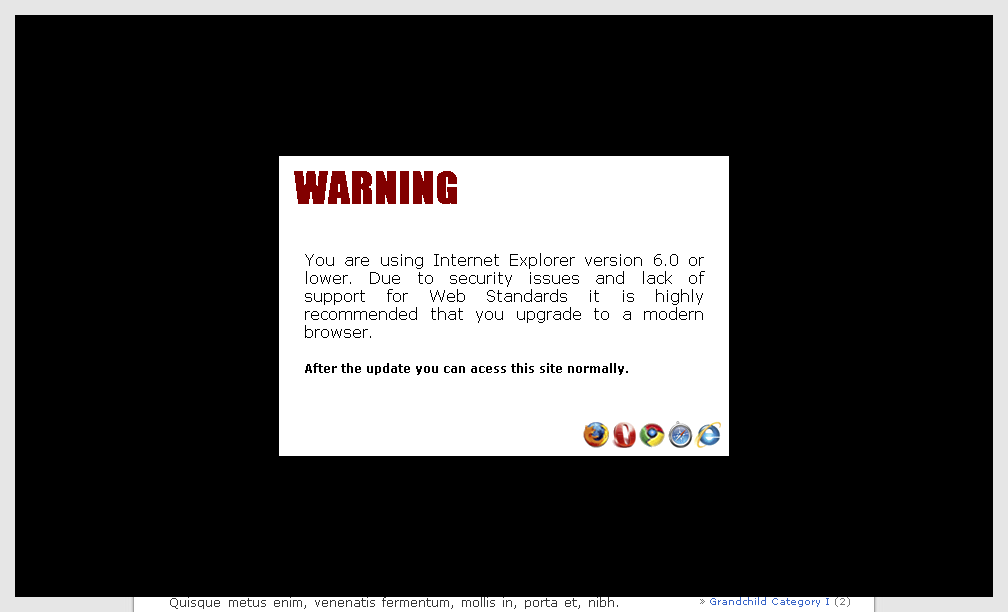 WARNING
You are using Internet Explorer version 6.0 or
lower. Due to security issues and lack of
support for Web Standards it is highly
recommended that you upgrade to a modern
browser.
After the update you can acess this site normally.
Quisque metus enim, venenatis fermentum, mollis in, porta et, nibh.
» Grandchild Category I (2)